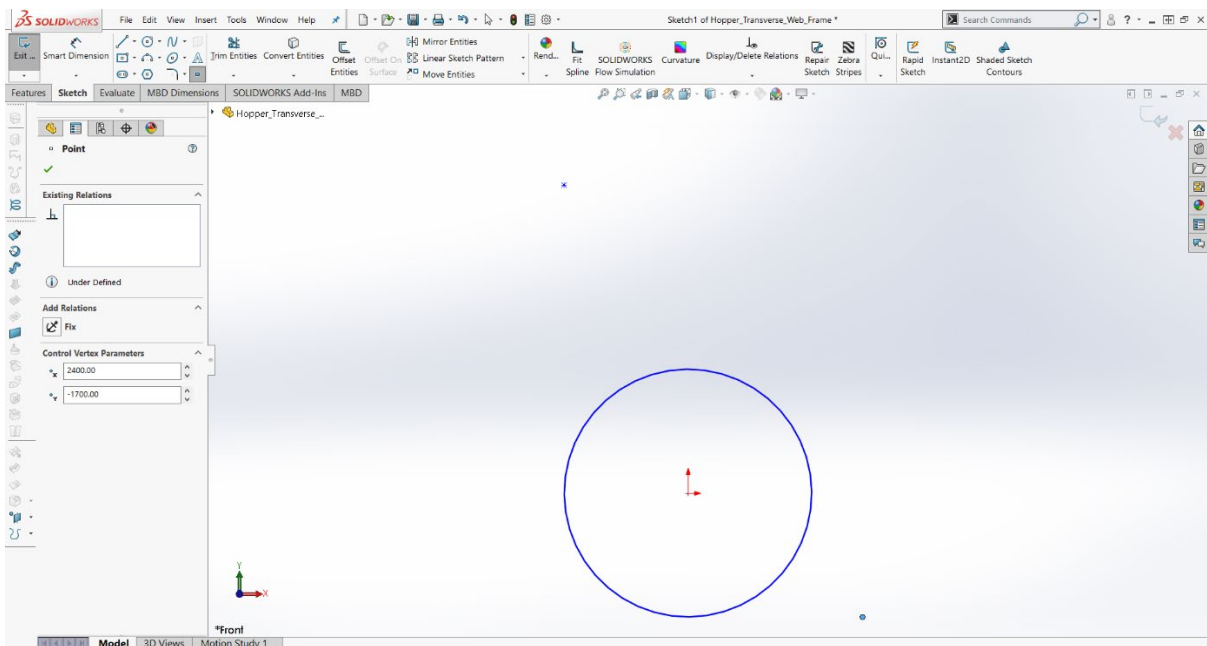 SOLIDWORKS File Edit View Insert Tools Window Help Sketch1 of Hopper_Transverse_Web_Frame * Search Commands ?
Exit ... Smart Dimension Trim Entities Convert Entities Offset Entities Offset On Surface Mirror Entities Linear Sketch Pattern Move Entities Rend... Fit Spline SOLIDWORKS Flow Simulation Curvature Display/Delete Relations Repair Sketch Zebra Stripes Qui... Rapid Sketch Instant2D Shaded Sketch Contours
Features Sketch Evaluate MBD Dimensions SOLIDWORKS Add-Ins MBD
Hopper_Transverse_...
Point
Existing Relations
Under Defined
Add Relations
Fix
Control Vertex Parameters
X 2400.00
Y -1700.00
Y
X
*Front
Model 3D Views Motion Study 1